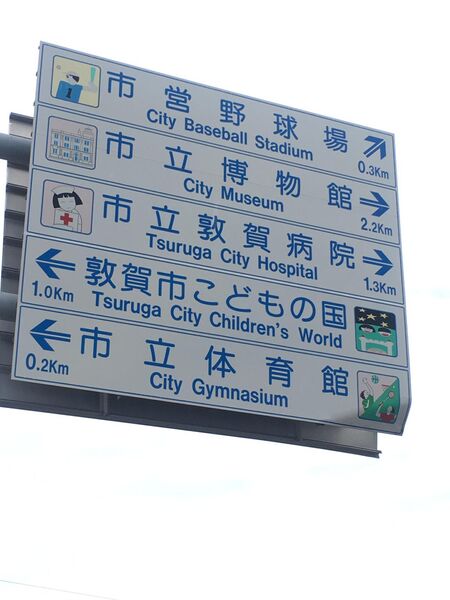 1
市営野球場
City Baseball Stadium
0.3Km
市立博物館
City Museum
2.2Km
市立敦賀病院
Tsuruga City Hospital
1.3Km
敦賀市こどもの国
1.0Km
Tsuruga City Children's World
市立体育館
0.2Km
City Gymnasium